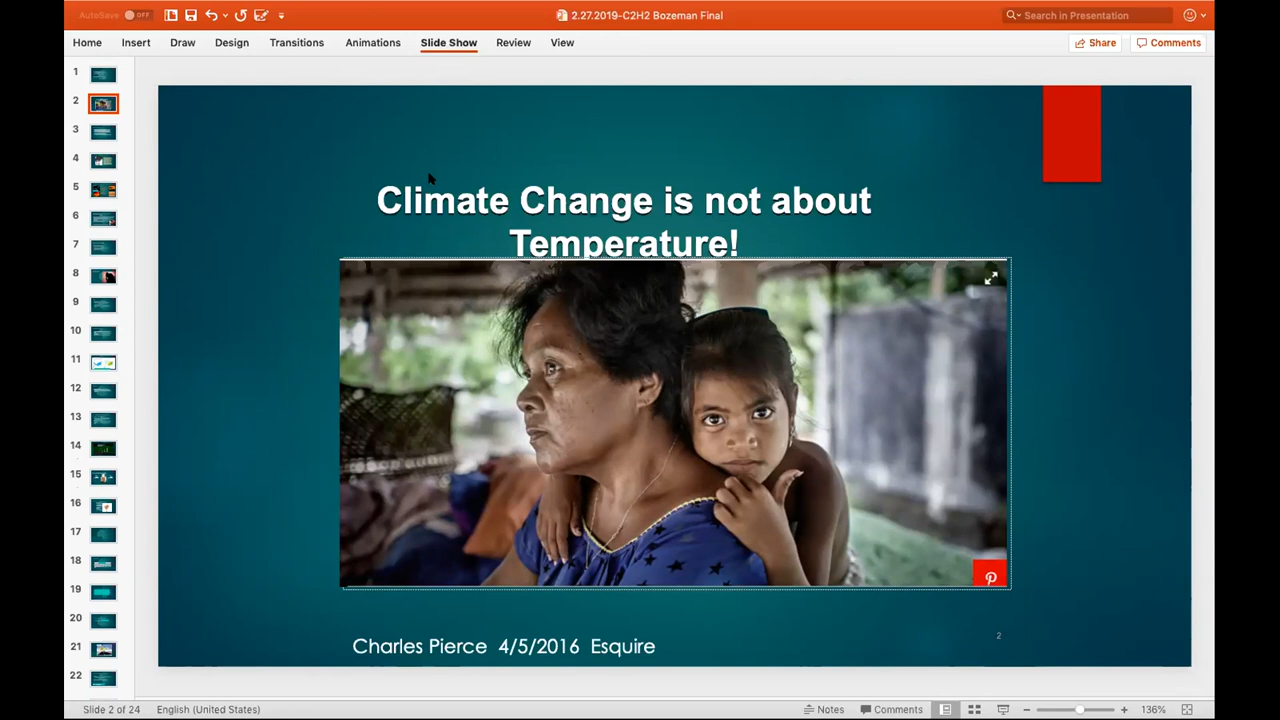 AutoSave OFF
2.27.2019-C2H2 Bozeman Final
Search in Presentation
Home Insert Draw Design Transitions Animations Slide Show Review View
Share Comments
1
2
3
4
5
6
7
8
9
10
11
12
13
14
15
16
17
18
19
20
21
22
Climate Change is not about
Temperature!
Charles Pierce 4/5/2016 Esquire
2
Slide 2 of 24 English (United States) Notes Comments 136%